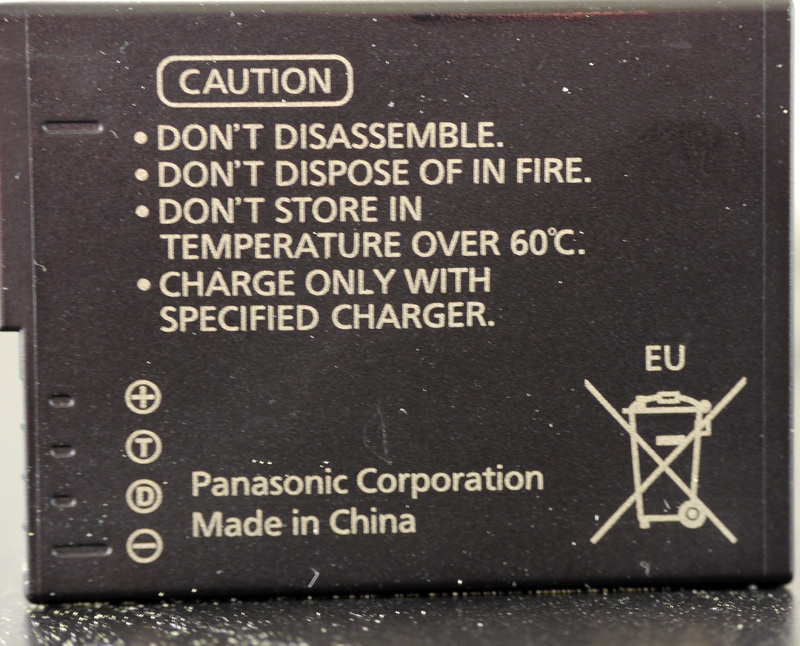 CAUTION
• DON'T DISASSEMBLE.
• DON'T DISPOSE OF IN FIRE.
• DON'T STORE IN
TEMPERATURE OVER 60℃.
• CHARGE ONLY WITH
SPECIFIED CHARGER.
EU
+
T
D
−
Panasonic Corporation
Made in China